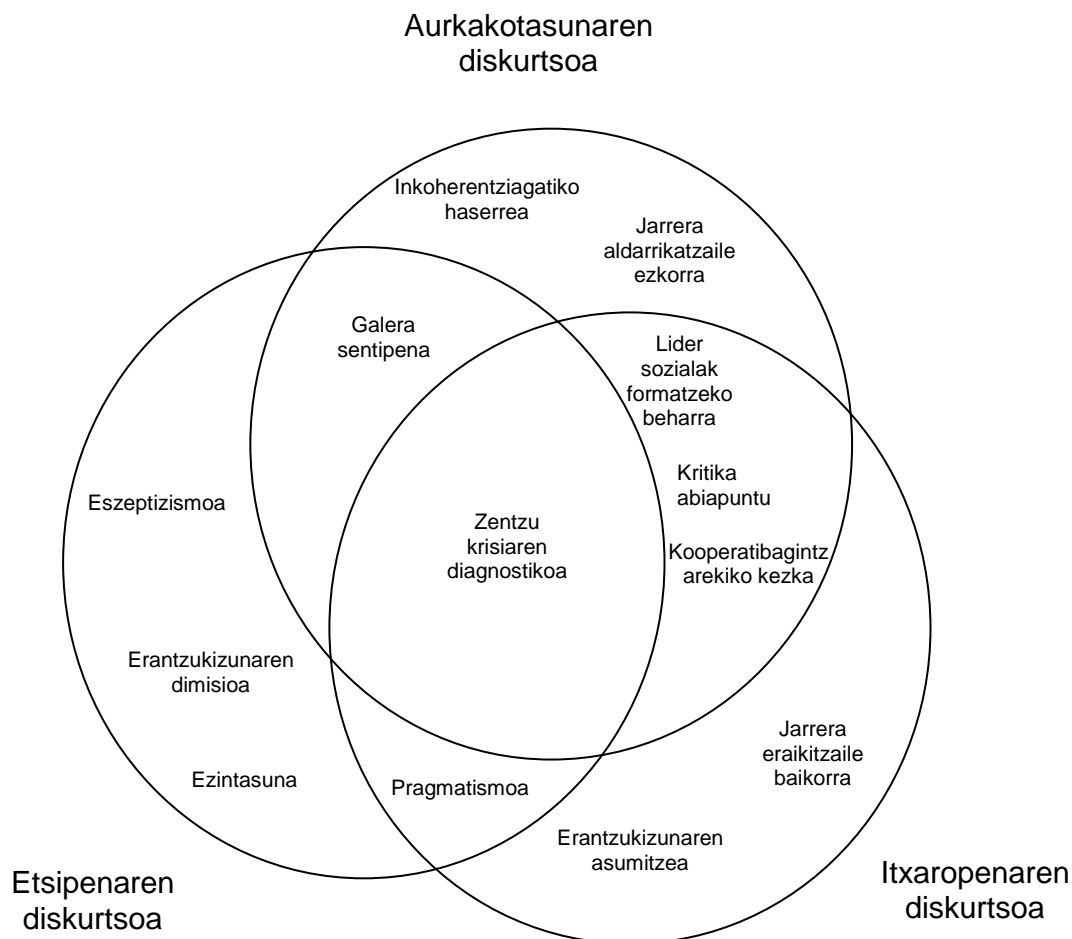 Aurkakotasunaren
diskurtsoa
Inkoherentziagatiko
haserrea
Jarrera
aldarrikatzaile
ezkorra
Galera
sentipena
Lider
sozialak
formatzeko
beharra
Kritika
abiapuntu
Eszeptizismoa
Zentzu
krisiaren
diagnostikoa
Kooperatibagintz
arekiko kezka
Erantzukizunaren
dimisioa
Jarrera
eraikitzaile
baikorra
Ezintasuna
Pragmatismoa
Erantzukizunaren
asumitzea
Etsipenaren
diskurtsoa
Itxaropenaren
diskurtsoa